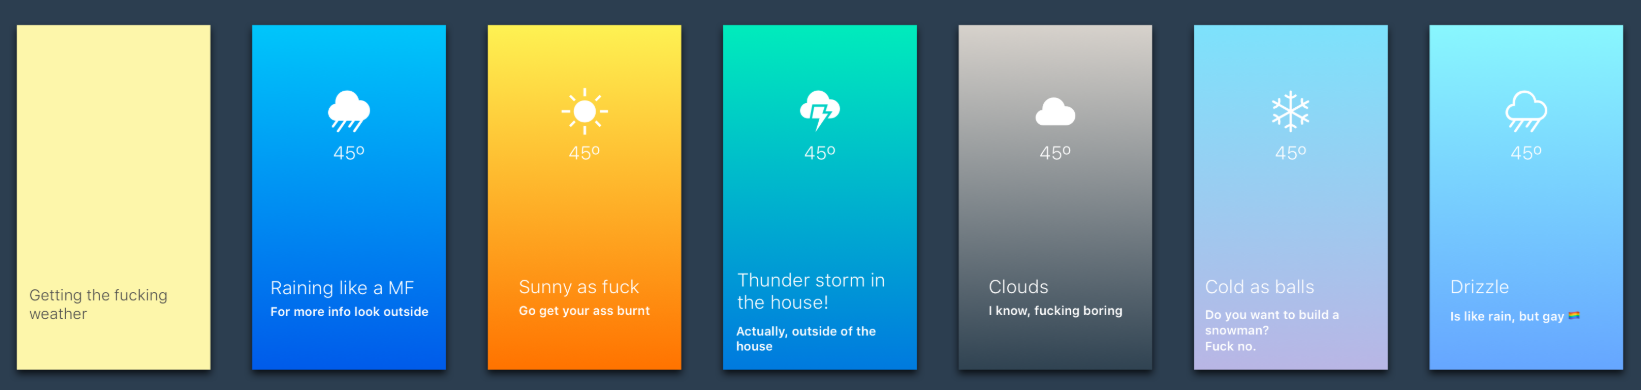 Getting the fucking
weather
45º
Raining like a MF
For more info look outside
45º
Sunny as fuck
Go get your ass burnt
45º
Thunder storm in
the house!
Actually, outside of the
house
45º
Clouds
I know, fucking boring
45º
Cold as balls
Do you want to build a
snowman?
Fuck no.
45º
Drizzle
Is like rain, but gay 🏳️‍🌈